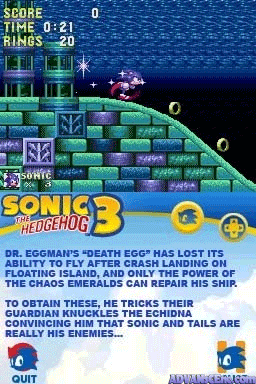 SCORE 0
TIME 0:21
RINGS 20
SONIC
× 3
SONIC
THE
HEDGEHOG 3
DR. EGGMAN'S "DEATH EGG" HAS LOST ITS
ABILITY TO FLY AFTER CRASH LANDING ON
FLOATING ISLAND, AND ONLY THE POWER OF
THE CHAOS EMERALDS CAN REPAIR HIS SHIP.
TO OBTAIN THESE, HE TRICKS THEIR
GUARDIAN KNUCKLES THE ECHIDNA
CONVINCING HIM THAT SONIC AND TAILS ARE
REALLY HIS ENEMIES...
QUIT
ADVANSCENE.COM